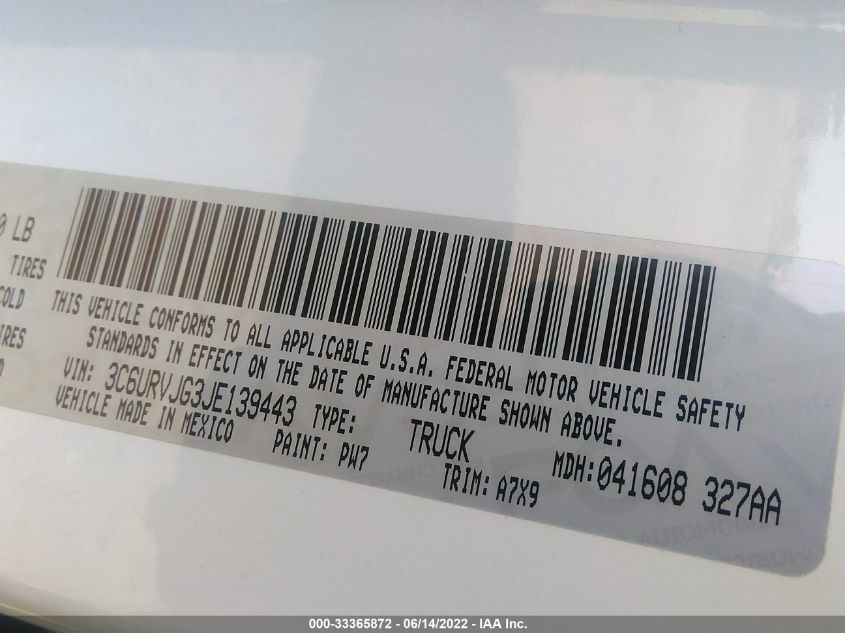 0 LB
TIRES
COLD
THIS VEHICLE CONFORMS TO ALL APPLICABLE U.S.A. FEDERAL MOTOR VEHICLE SAFETY
STANDARDS IN EFFECT ON THE DATE OF MANUFACTURE SHOWN ABOVE.
VIN: 3C6URVJG3JE139443 TYPE: TRUCK MDH:041608 327AA
VEHICLE MADE IN MEXICO
PAINT: PW7 TRIM: A7X9
000-33365872 - 06/14/2022 - IAA Inc.